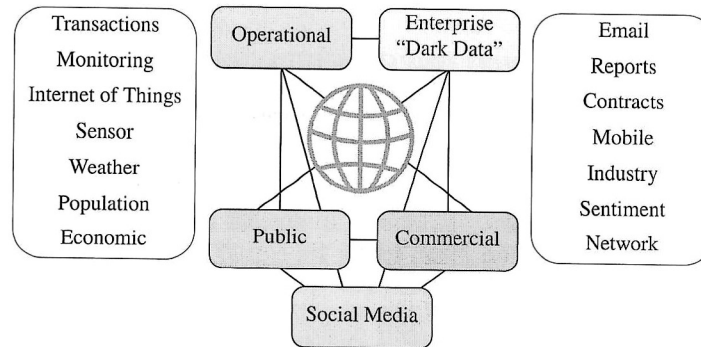 Transactions
Monitoring
Internet of Things
Sensor
Weather
Population
Economic
Operational
Enterprise
“Dark Data”
Public
Commercial
Social Media
Email
Reports
Contracts
Mobile
Industry
Sentiment
Network